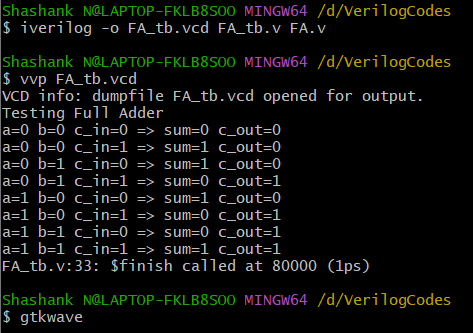 Shashank N@LAPTOP-FKLB8SOO MINGW64 /d/VerilogCodes
$ iverilog -o FA_tb.vcd FA_tb.v FA.v
Shashank N@LAPTOP-FKLB8SOO MINGW64 /d/VerilogCodes
$ vvp FA_tb.vcd
VCD info: dumpfile FA_tb.vcd opened for output.
Testing Full Adder
a=0 b=0 c_in=0 => sum=0 c_out=0
a=0 b=0 c_in=1 => sum=1 c_out=0
a=0 b=1 c_in=0 => sum=1 c_out=0
a=0 b=1 c_in=1 => sum=0 c_out=1
a=1 b=0 c_in=0 => sum=1 c_out=0
a=1 b=0 c_in=1 => sum=0 c_out=1
a=1 b=1 c_in=0 => sum=0 c_out=1
a=1 b=1 c_in=1 => sum=1 c_out=1
FA_tb.v:33: $finish called at 80000 (1ps)
Shashank N@LAPTOP-FKLB8SOO MINGW64 /d/VerilogCodes
$ gtkwave